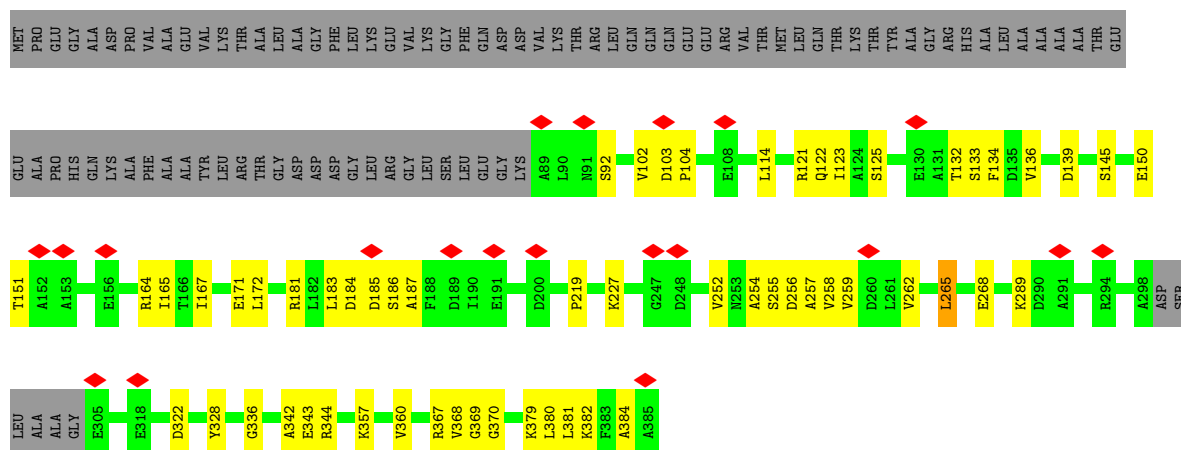 MET PRO GLU GLY ALA ASP PRO VAL ALA GLU VAL LYS THR ALA LEU ALA GLY PHE LEU LYS GLU VAL LYS GLY PHE GLN ASP ASP VAL LYS THR ARG LEU GLN GLN GLN GLU GLU ARG VAL THR MET LEU GLN THR LYS THR TYR ALA GLY ARG HIS ALA LEU ALA ALA ALA ALA THR GLU
GLU ALA PRO HIS GLN LYS ALA PHE ALA ALA TYR LEU ARG THR GLY ASP ASP ASP GLY LEU ARG GLY LEU SER LEU GLU GLY LYS A89 L90 N91 S92 V102 D103 P104 E108 L114 R121 Q122 I123 A124 S125 E130 A131 T132 S133 F134 D135 V136 D139 S145 E150
T151 A152 A153 E156 R164 I165 T166 I167 E171 L172 R181 L182 L183 D184 D185 S186 A187 F188 D189 I190 E191 D200 P219 K227 G247 D248 V252 N253 A254 S255 D256 A257 V258 V259 D260 L261 V262 L265 E268 K289 D290 A291 R294 A298 ASP SER
LEU ALA ALA GLY E305 E318 D322 Y328 G336 A342 E343 R344 K357 V360 R367 V368 G369 G370 K379 L380 L381 K382 F383 A384 A385